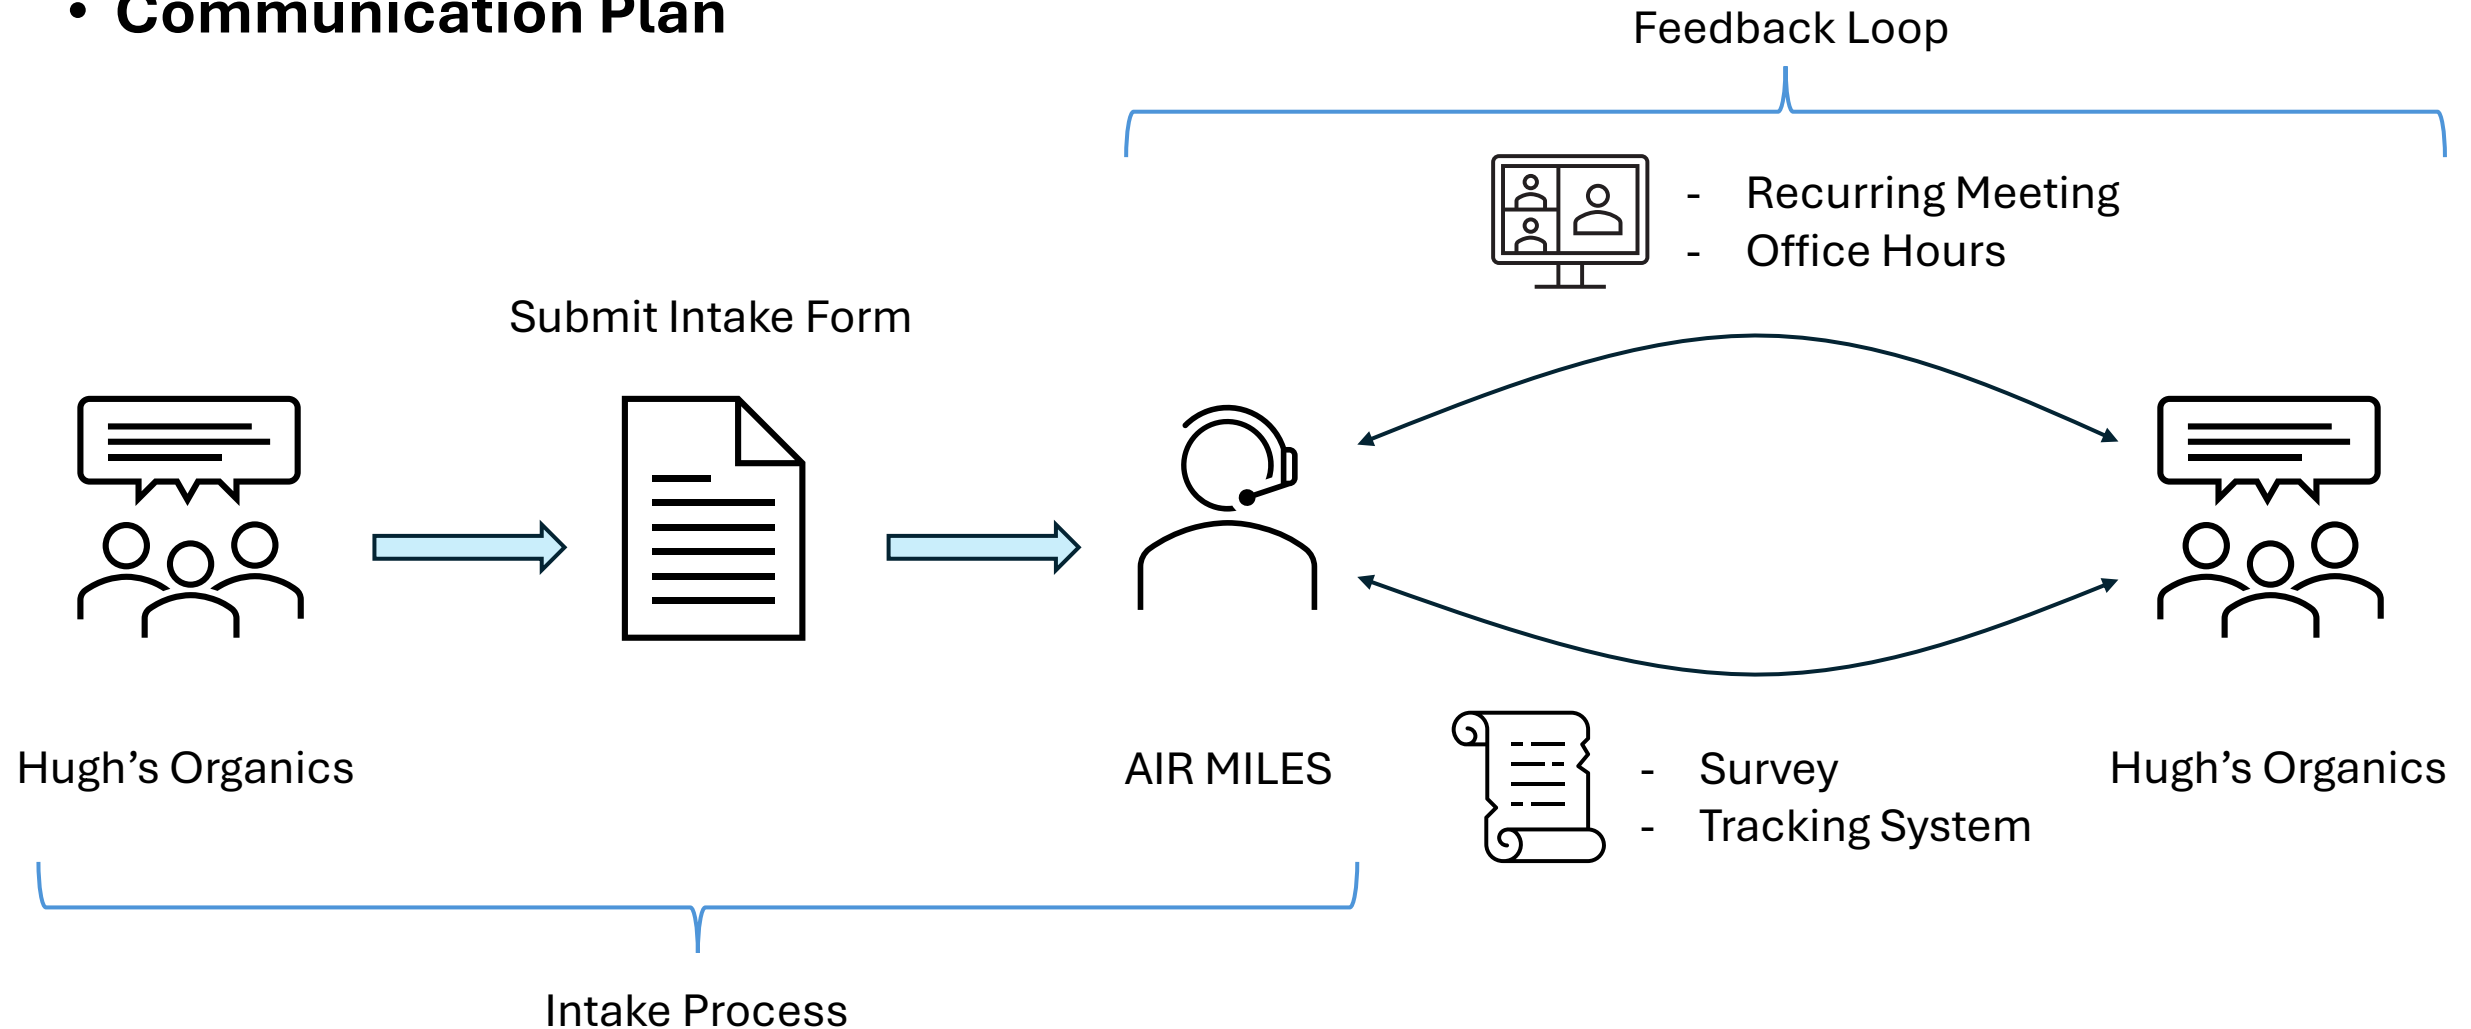 • Communication Plan
Feedback Loop
- Recurring Meeting
- Office Hours
Submit Intake Form
Hugh’s Organics
AIR MILES
- Survey
- Tracking System
Hugh’s Organics
Intake Process